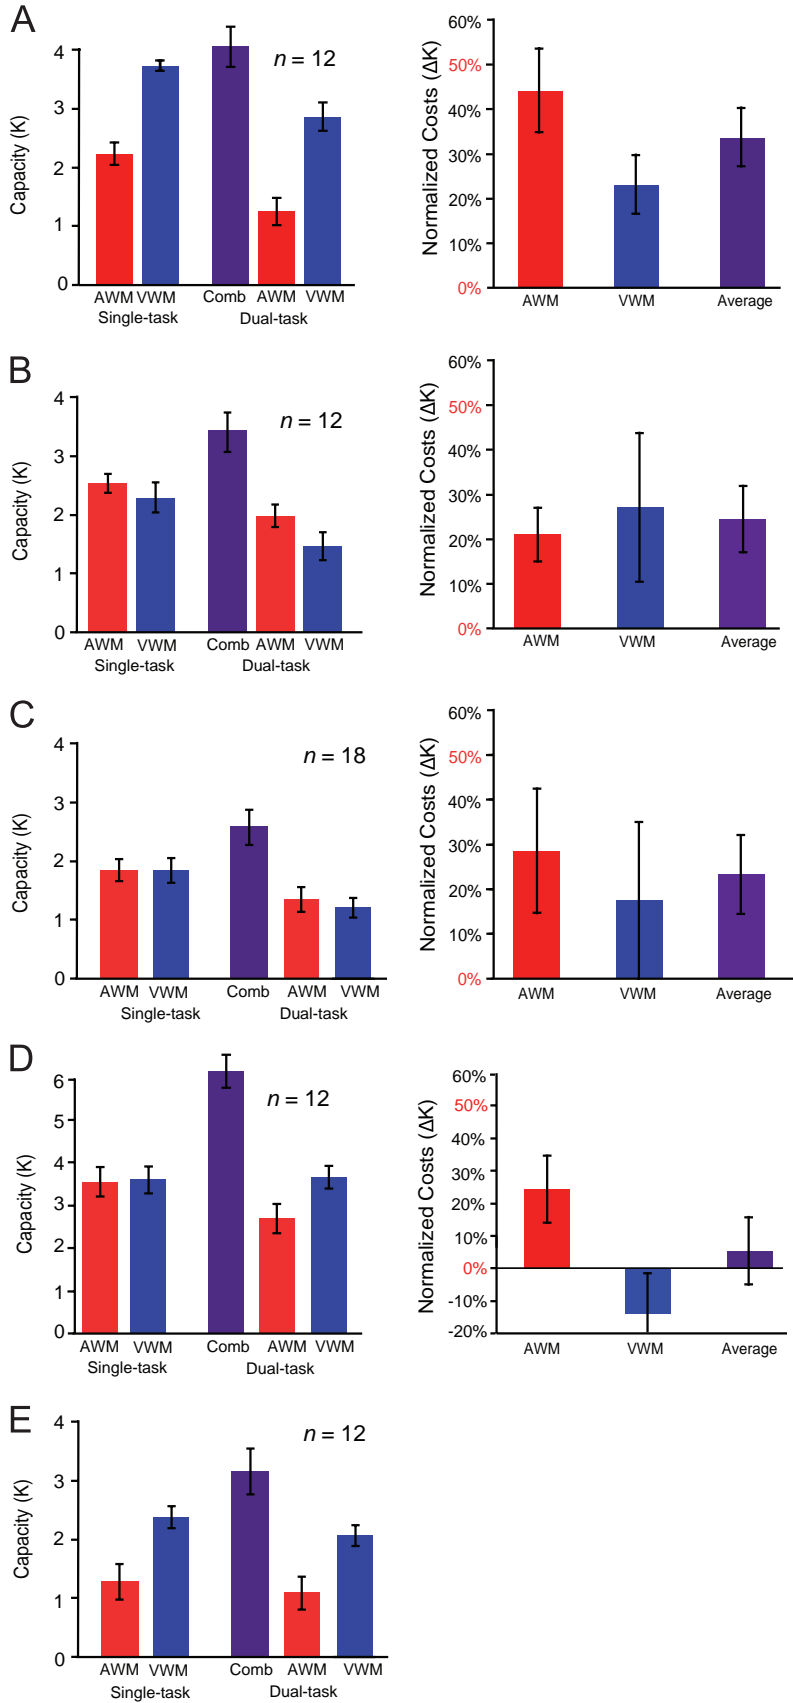 A
Capacity (K)
4
3
2
1
0
n = 12
AWM VWM Comb AWM VWM
Single-task Dual-task
Normalized Costs (ΔK)
60%
50%
40%
30%
20%
10%
0%
AWM VWM Average
B
Capacity (K)
4
3
2
1
0
n = 12
AWM VWM Comb AWM VWM
Single-task Dual-task
Normalized Costs (ΔK)
60%
50%
40%
30%
20%
10%
0%
AWM VWM Average
C
Capacity (K)
4
3
2
1
0
n = 18
AWM VWM Comb AWM VWM
Single-task Dual-task
Normalized Costs (ΔK)
60%
50%
40%
30%
20%
10%
0%
AWM VWM Average
D
Capacity (K)
6
5
4
3
2
1
0
n = 12
AWM VWM Comb AWM VWM
Single-task Dual-task
Normalized Costs (ΔK)
60%
50%
40%
30%
20%
10%
0%
-10%
-20%
AWM VWM Average
E
Capacity (K)
4
3
2
1
0
n = 12
AWM VWM Comb AWM VWM
Single-task Dual-task